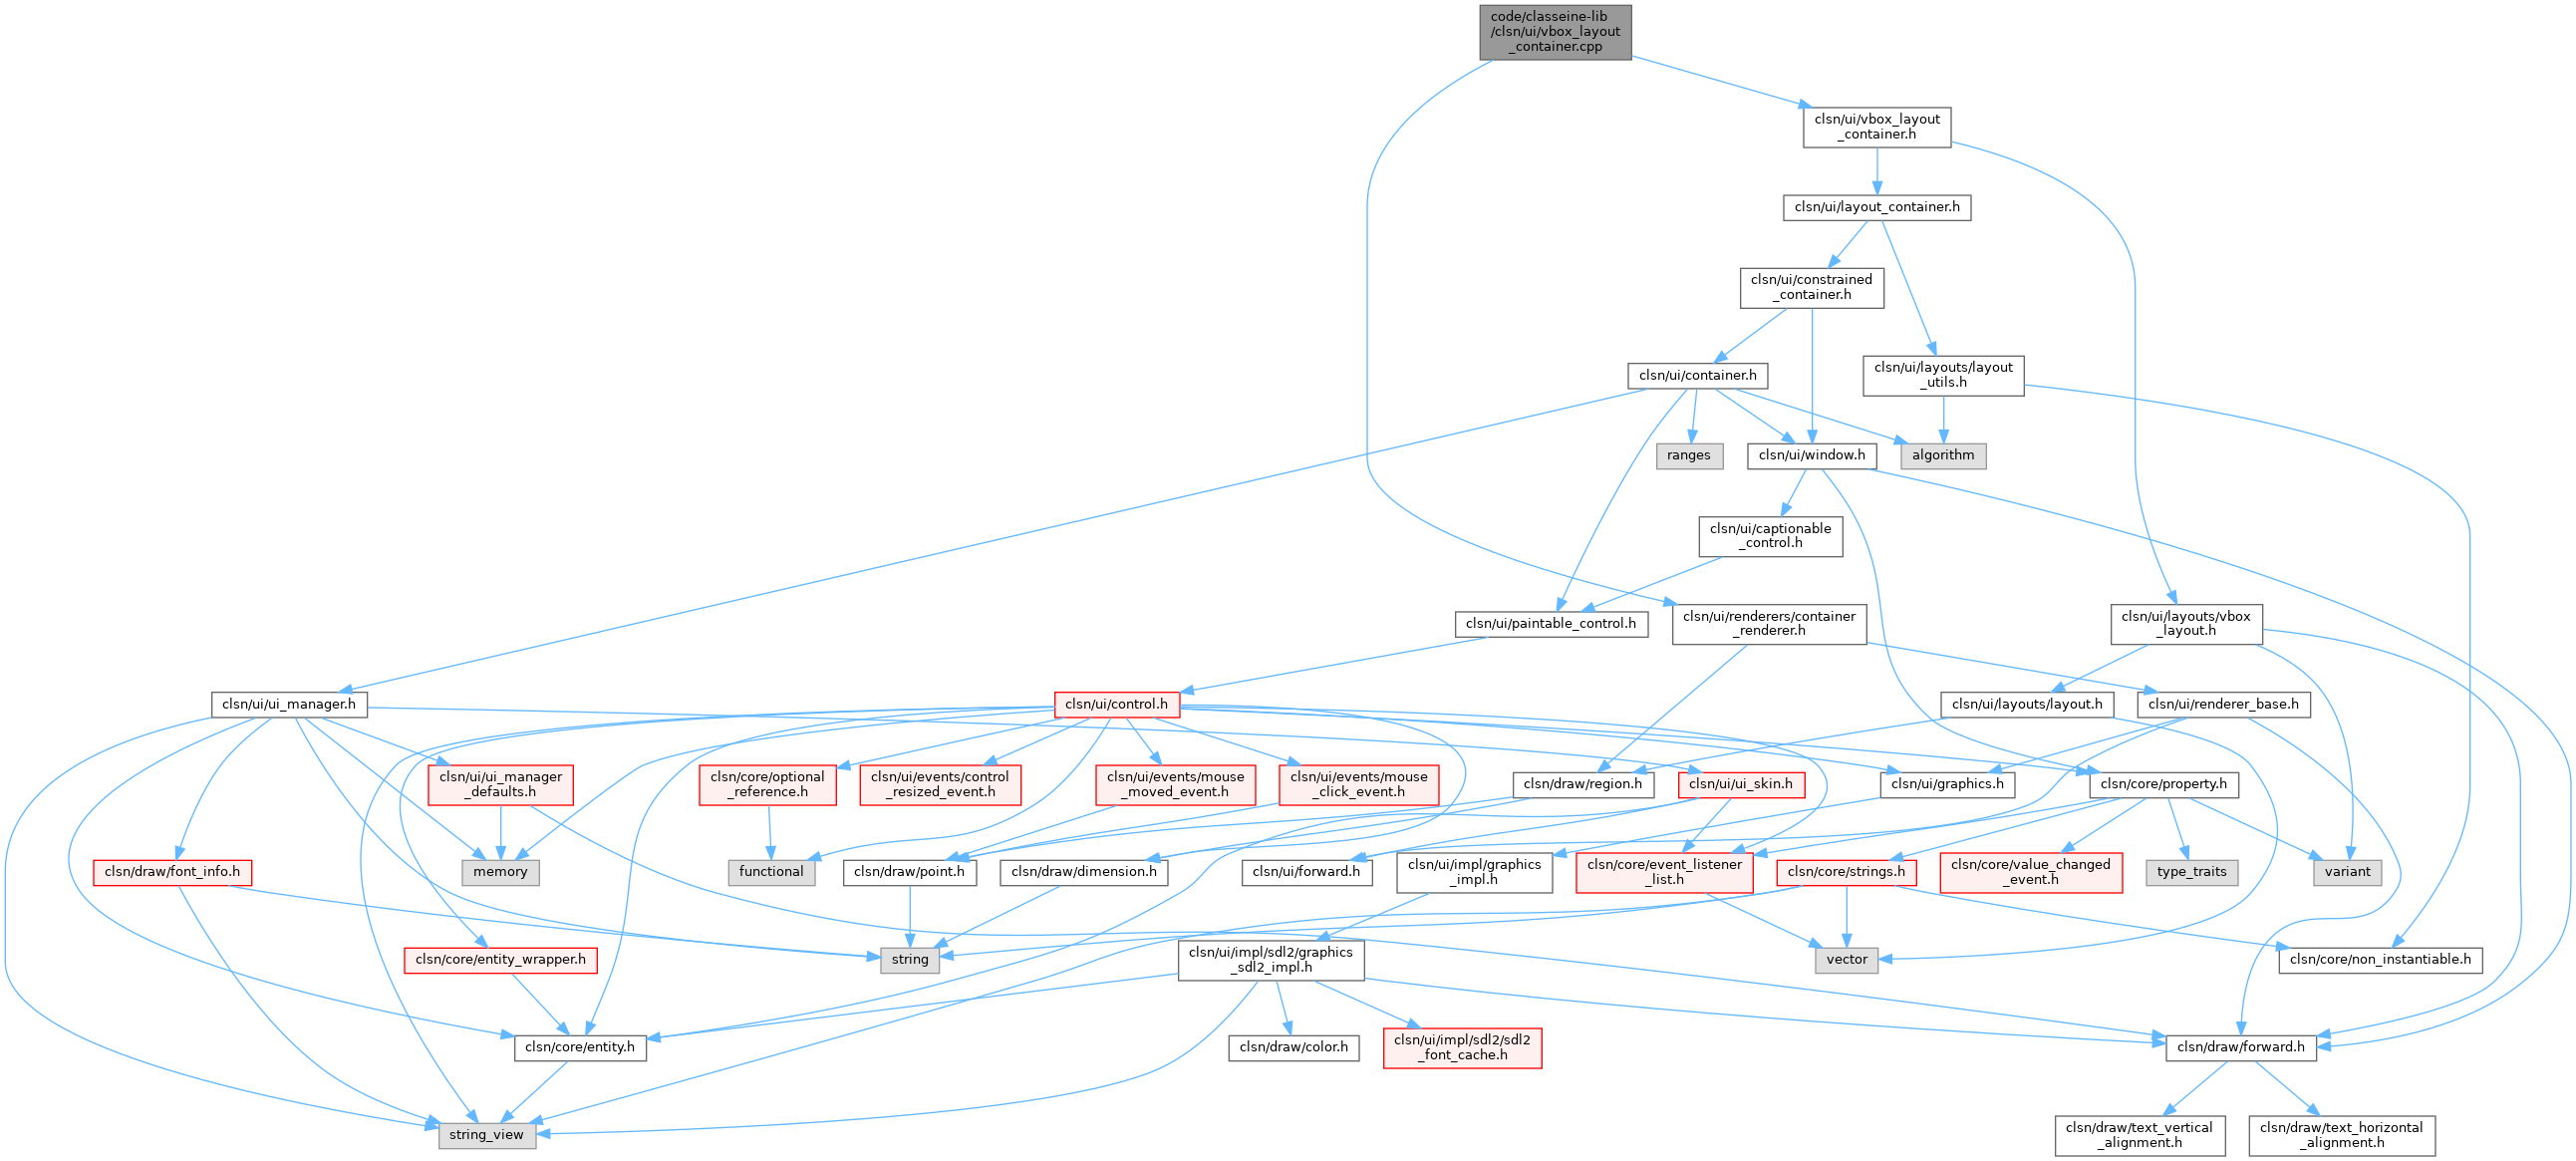 code/classeine-lib
/clsn/ui/vbox_layout
_container.cpp
clsn/ui/vbox_layout
_container.h
clsn/ui/layout_container.h
clsn/ui/constrained
_container.h
clsn/ui/container.h
clsn/ui/layouts/layout
_utils.h
ranges
clsn/ui/window.h
algorithm
clsn/ui/captionable
_control.h
clsn/ui/paintable_control.h
clsn/ui/renderers/container
_renderer.h
clsn/ui/layouts/vbox
_layout.h
clsn/ui/ui_manager.h
clsn/ui/control.h
clsn/ui/layouts/layout.h
clsn/ui/renderer_base.h
clsn/ui/ui_manager
_defaults.h
clsn/core/optional
_reference.h
clsn/ui/events/control
_resized_event.h
clsn/ui/events/mouse
_moved_event.h
clsn/ui/events/mouse
_click_event.h
clsn/draw/region.h
clsn/ui/ui_skin.h
clsn/ui/graphics.h
clsn/core/property.h
clsn/draw/font_info.h
memory
functional
clsn/draw/point.h
clsn/draw/dimension.h
clsn/ui/forward.h
clsn/ui/impl/graphics
_impl.h
clsn/core/event_listener
_list.h
clsn/core/strings.h
clsn/core/value_changed
_event.h
type_traits
variant
clsn/core/entity_wrapper.h
string
clsn/ui/impl/sdl2/graphics
_sdl2_impl.h
vector
clsn/core/non_instantiable.h
clsn/core/entity.h
clsn/draw/color.h
clsn/ui/impl/sdl2/sdl2
_font_cache.h
clsn/draw/forward.h
string_view
clsn/draw/text_vertical
_alignment.h
clsn/draw/text_horizontal
_alignment.h